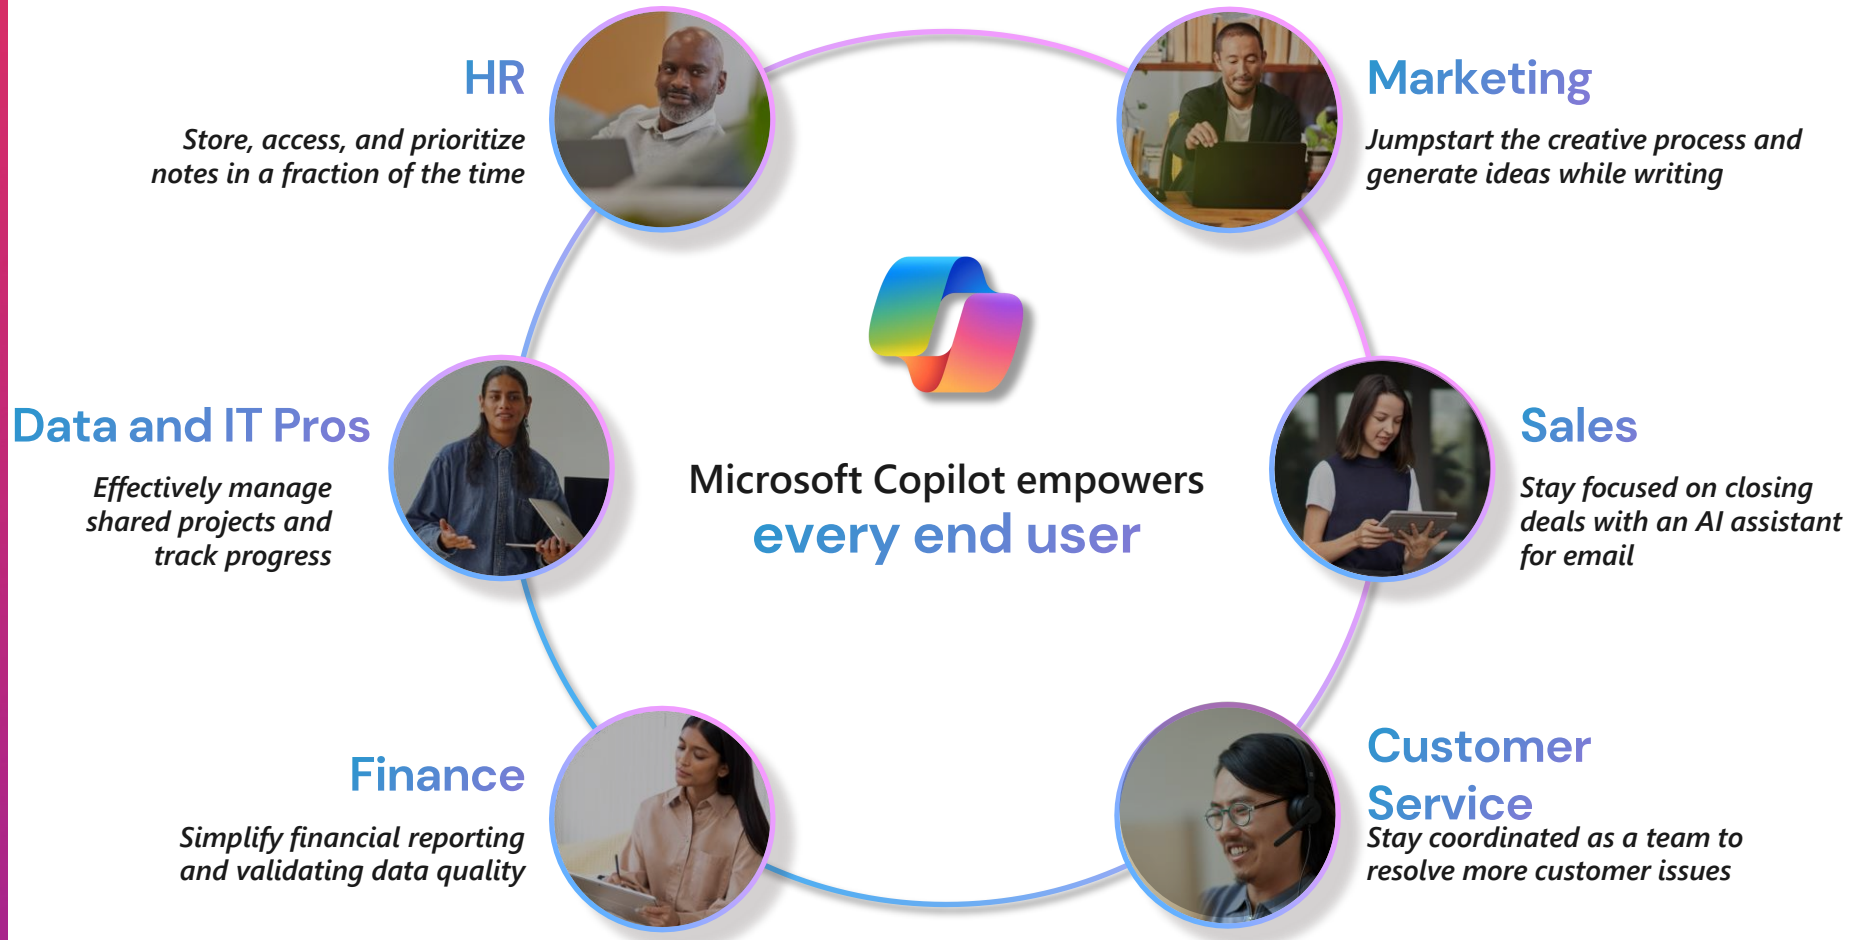 HR
Store, access, and prioritize
notes in a fraction of the time
Marketing
Jumpstart the creative process and
generate ideas while writing
Data and IT Pros
Effectively manage
shared projects and
track progress
Microsoft Copilot empowers
every end user
Sales
Stay focused on closing
deals with an AI assistant
for email
Finance
Simplify financial reporting
and validating data quality
Customer
Service
Stay coordinated as a team to
resolve more customer issues